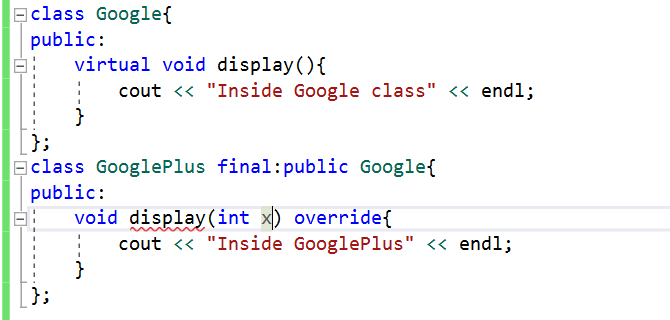 class Google{
public:
    virtual void display(){
        cout << "Inside Google class" << endl;
    }
};
class GooglePlus final:public Google{
public:
    void display(int x) override{
        cout << "Inside GooglePlus" << endl;
    }
};